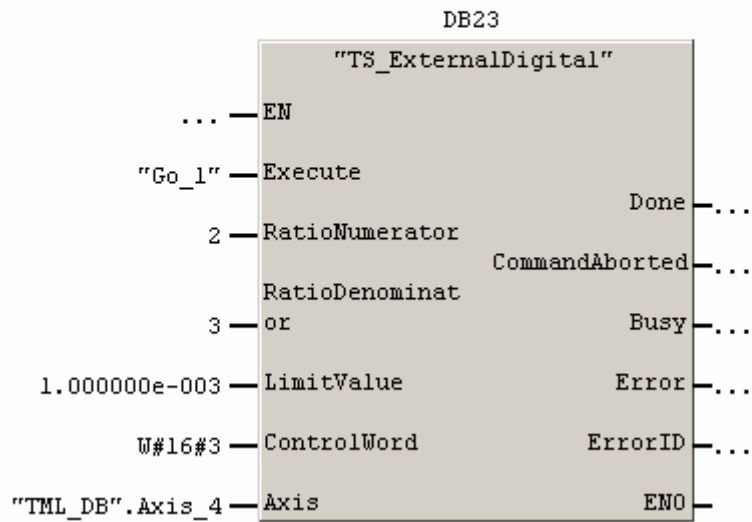 DB23
"TS_ExternalDigital"
... EN
"Go_1" Execute
Done ...
2 RatioNumerator
CommandAborted ...
RatioDenominat
3 or Busy ...
1.000000e-003 LimitValue Error ...
W#16#3 ControlWord ErrorID ...
"TML_DB".Axis_4 Axis ENO